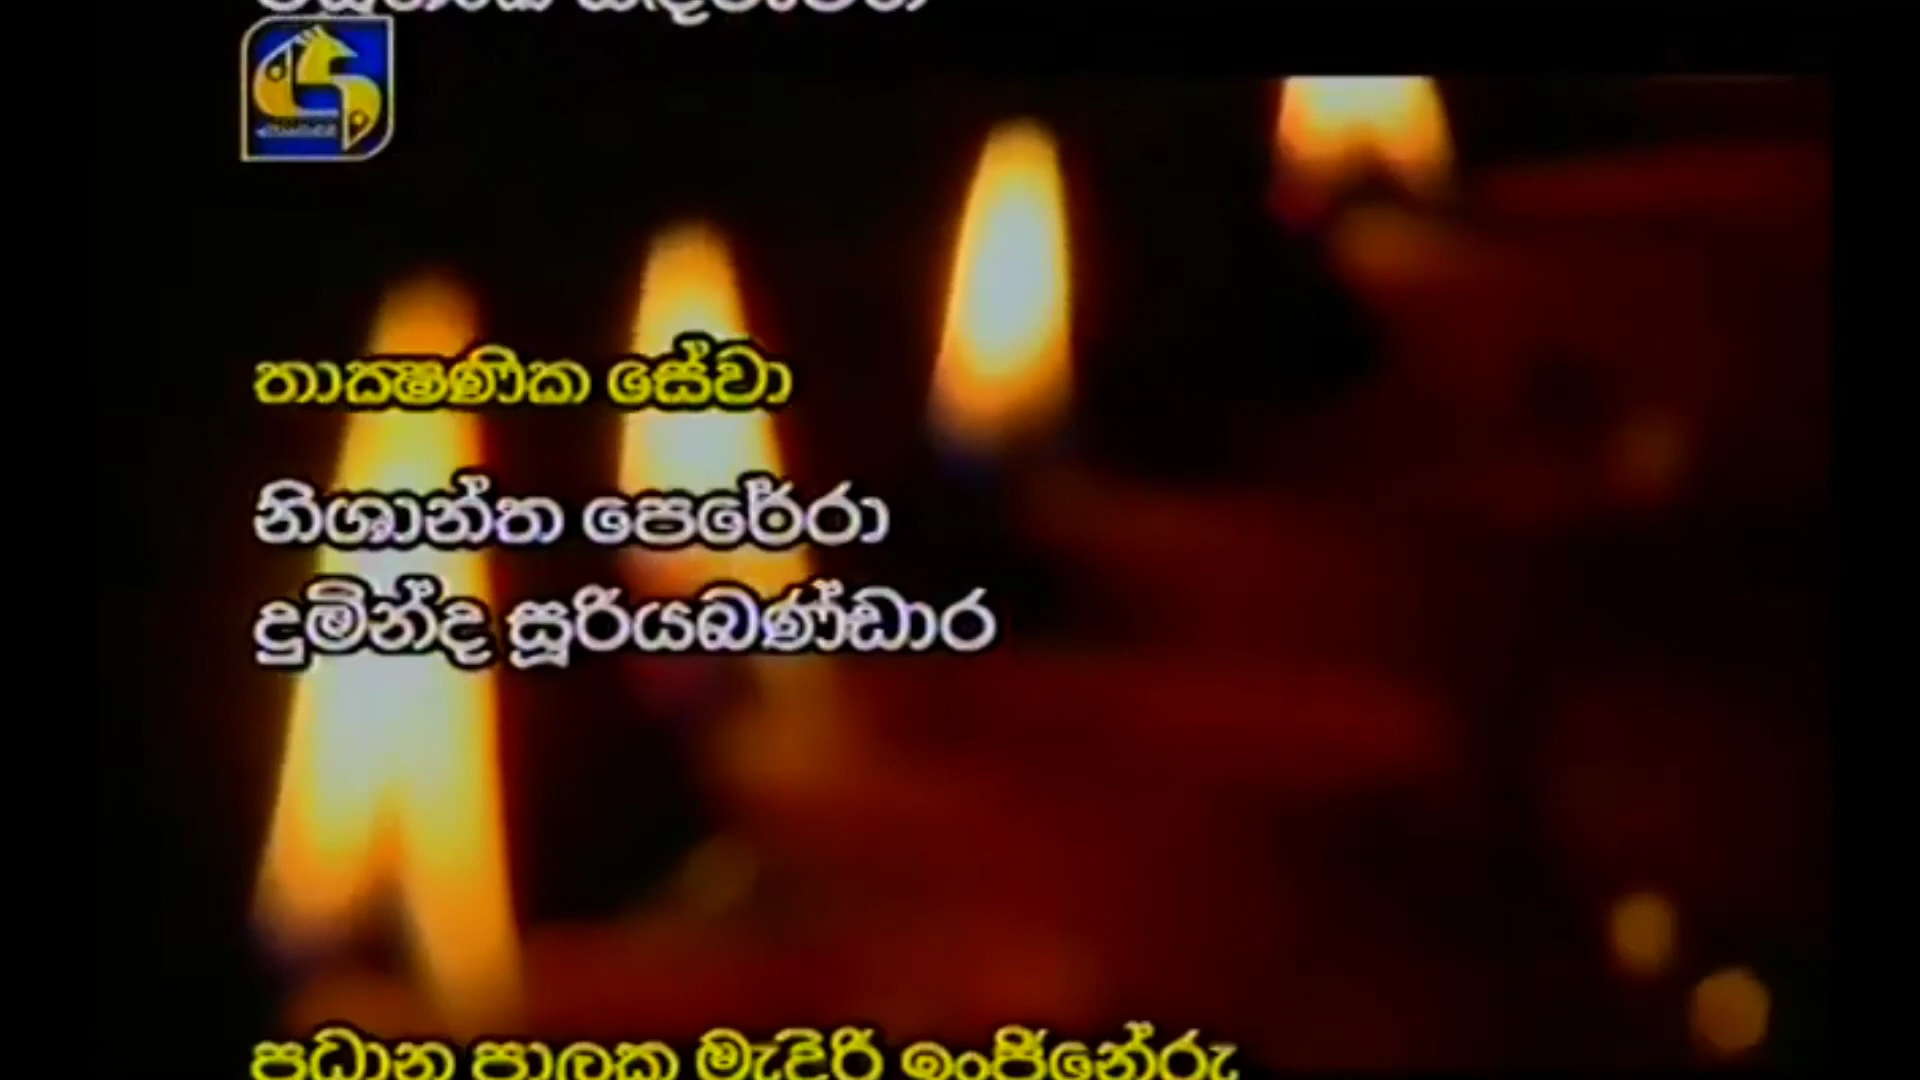 තාක්‍ෂණික සේවා
නිශාන්ත පෙරේරා
දුමින්ද සූරියබණ්ඩාර
ප්‍රධාන පාලක මැදිරි ඉංජිනේරු